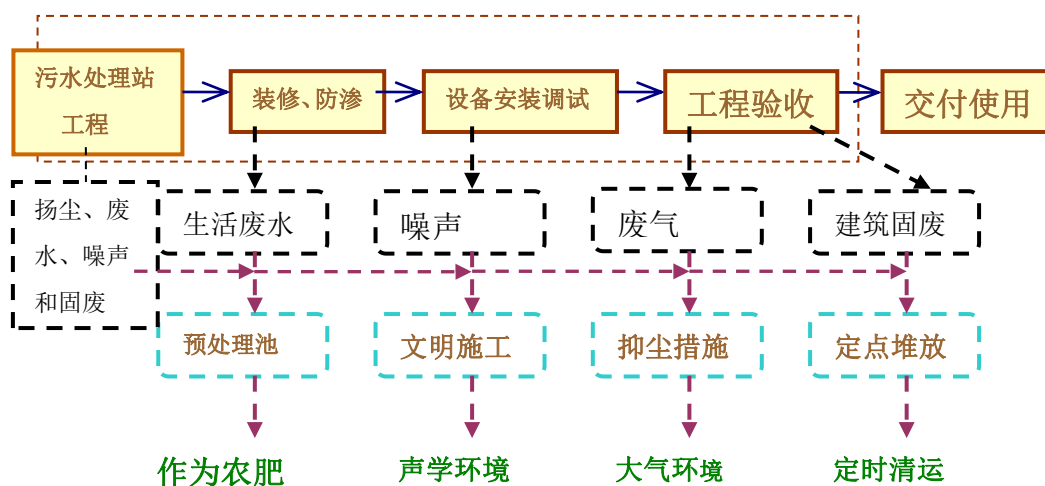 污水处理站
工程
装修、防渗
设备安装调试
工程验收
交付使用
扬尘、废
水、噪声
和固废
生活废水
噪声
废气
建筑固废
预处理池
文明施工
抑尘措施
定点堆放
作为农肥
声学环境
大气环境
定时清运